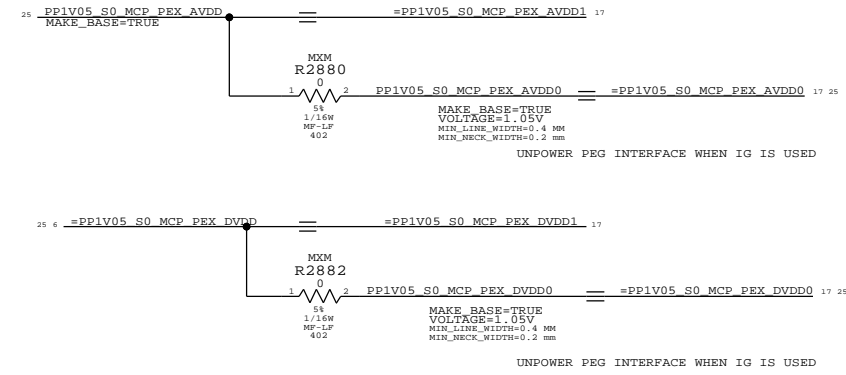 25 PP1V05_S0_MCP_PEX_AVDD =PP1V05_S0_MCP_PEX_AVDD1 17
MAKE_BASE=TRUE
MXM
R2880
0
1 2 PP1V05_S0_MCP_PEX_AVDD0 =PP1V05_S0_MCP_PEX_AVDD0 17 25
5%
1/16W
MF-LF
402
MAKE_BASE=TRUE
VOLTAGE=1.05V
MIN_LINE_WIDTH=0.4 MM
MIN_NECK_WIDTH=0.2 mm
UNPOWER PEG INTERFACE WHEN IG IS USED
25 6 =PP1V05_S0_MCP_PEX_DVDD =PP1V05_S0_MCP_PEX_DVDD1 17
MXM
R2882
0
1 2 PP1V05_S0_MCP_PEX_DVDD0 =PP1V05_S0_MCP_PEX_DVDD0 17 25
5%
1/16W
MF-LF
402
MAKE_BASE=TRUE
VOLTAGE=1.05V
MIN_LINE_WIDTH=0.4 MM
MIN_NECK_WIDTH=0.2 mm
UNPOWER PEG INTERFACE WHEN IG IS USED